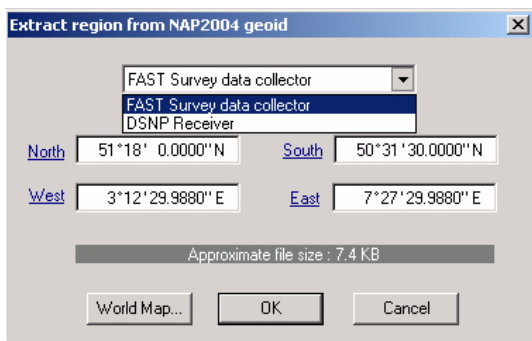 Extract region from NAP2004 geoid
FAST Survey data collector
FAST Survey data collector
DSNP Receiver
North 51°18' 0.0000"N South 50°31'30.0000"N
West 3°12'29.9880"E East 7°27'29.9880"E
Approximate file size : 7.4 KB
World Map... OK Cancel